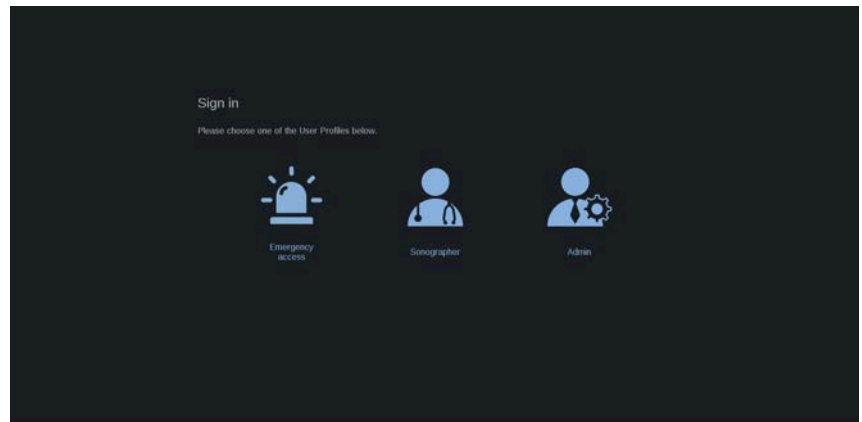 Sign in
Please choose one of the User Profiles below.
Emergency
access
Sonographer
Admin